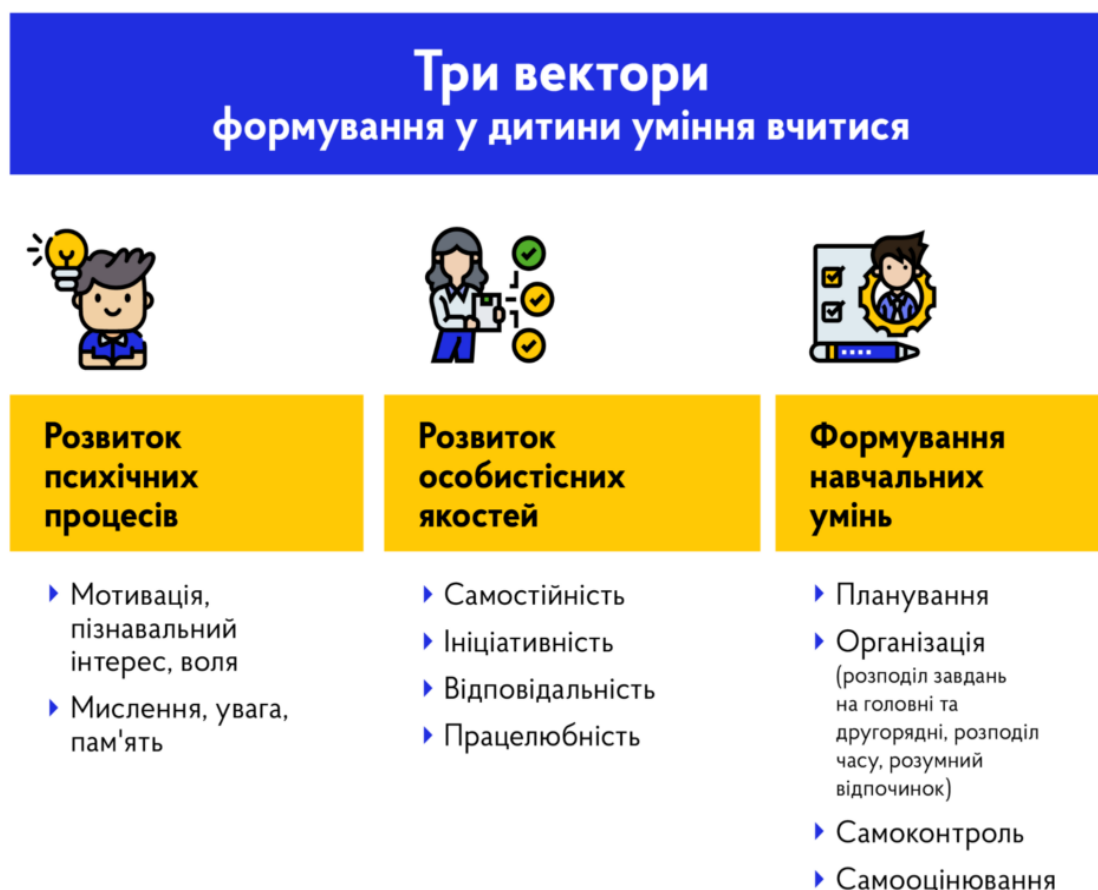 Три вектори
формування у дитини уміння вчитися
Розвиток
психічних
процесів
Мотивація,
пізнавальний
інтерес, воля
Мислення, увага,
пам'ять
Розвиток
особистісних
якостей
Самостійність
Ініціативність
Відповідальність
Працелюбність
Формування
навчальних
умінь
Планування
Організація
(розподіл завдань
на головні та
другорядні, розподіл
часу, розумний
відпочинок)
Самоконтроль
Самооцінювання